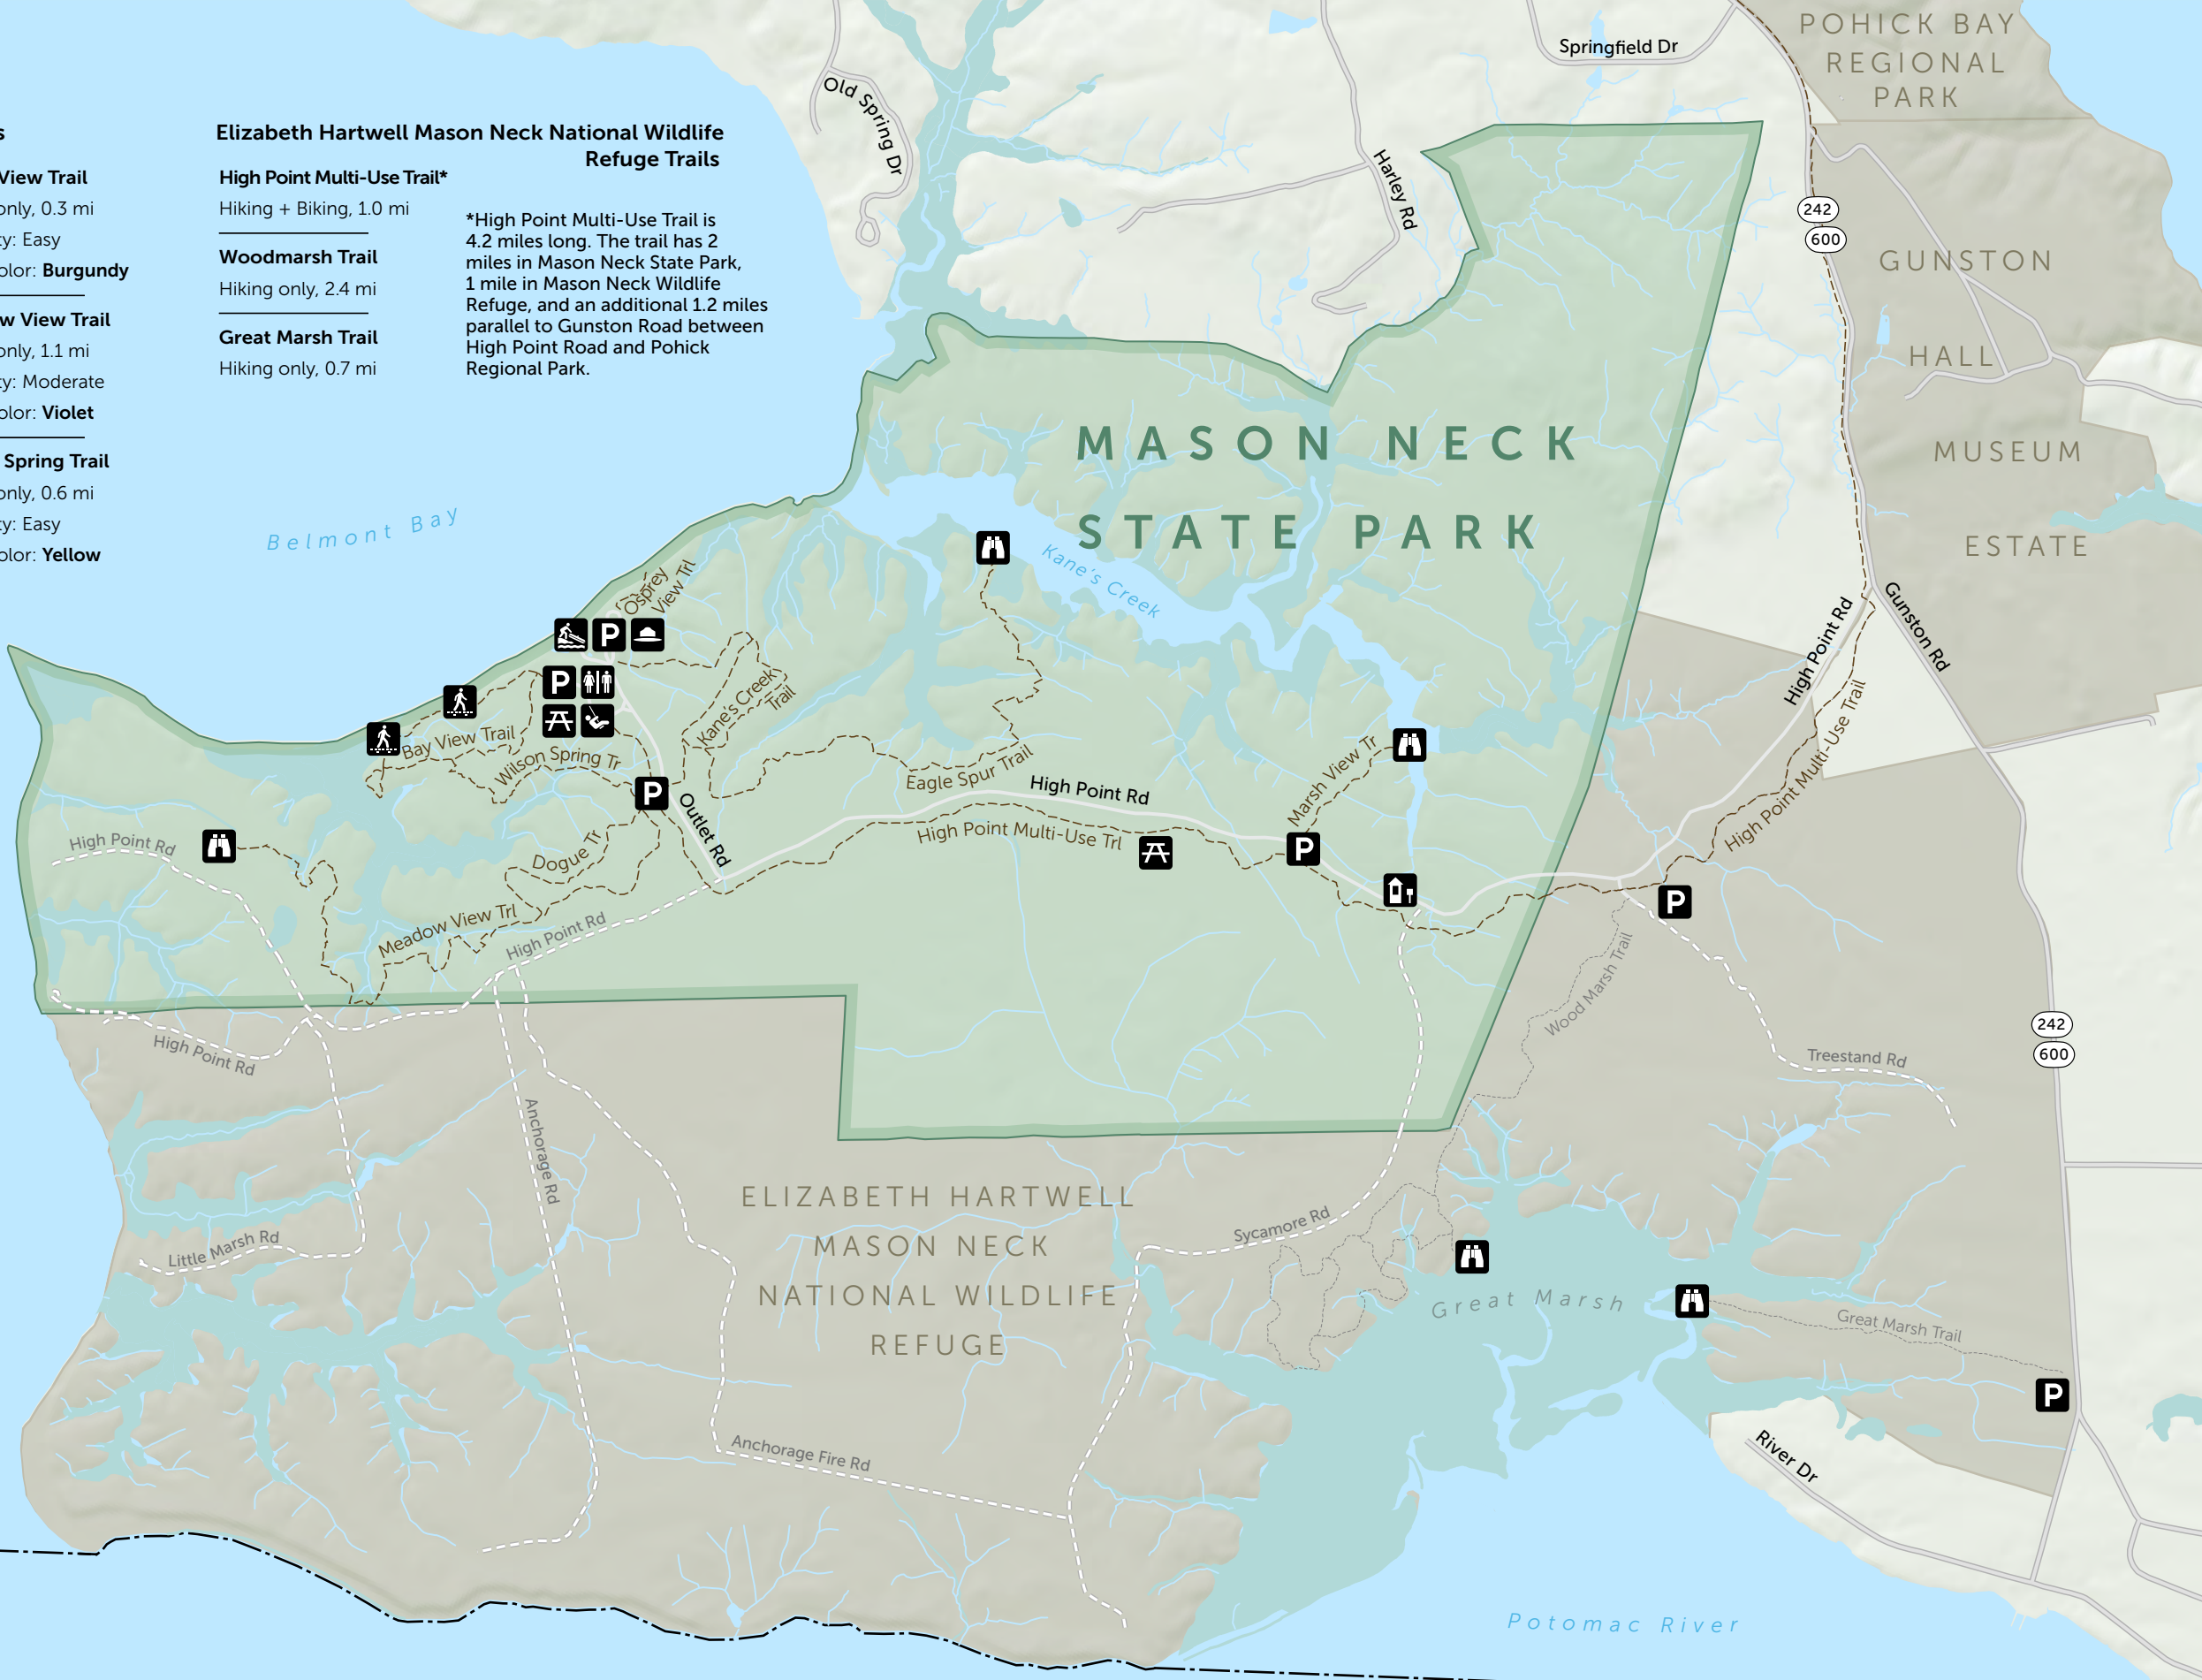 s
View Trail
only, 0.3 mi
ty: Easy
olor: Burgundy
w View Trail
only, 1.1 mi
ty: Moderate
olor: Violet
Spring Trail
only, 0.6 mi
ty: Easy
olor: Yellow
Elizabeth Hartwell Mason Neck National Wildlife
Refuge Trails
High Point Multi-Use Trail*
Hiking + Biking, 1.0 mi
Woodmarsh Trail
Hiking only, 2.4 mi
Great Marsh Trail
Hiking only, 0.7 mi
*High Point Multi-Use Trail is
4.2 miles long. The trail has 2
miles in Mason Neck State Park,
1 mile in Mason Neck Wildlife
Refuge, and an additional 1.2 miles
parallel to Gunston Road between
High Point Road and Pohick
Regional Park.
Old Spring Dr
Harley Rd
Springfield Dr
POHICK BAY
REGIONAL
PARK
242
600
GUNSTON
HALL
MUSEUM
ESTATE
MASON NECK
STATE PARK
Belmont Bay
Kane's Creek
Osprey
View Trl
P
P
Kane's Creek
Trail
Bay View Trail
Wilson Spring Tr
P
Outlet Rd
Eagle Spur Trail
High Point Rd
High Point Multi-Use Trl
Marsh View Tr
P
High Point Rd
Gunston Rd
High Point Multi-Use Trail
P
High Point Rd
Dogue Tr
Meadow View Trl
High Point Rd
Wood Marsh Trail
High Point Rd
Treestand Rd
242
600
Anchorage Rd
ELIZABETH HARTWELL
MASON NECK
NATIONAL WILDLIFE
REFUGE
Sycamore Rd
Little Marsh Rd
Great Marsh
Great Marsh Trail
P
Anchorage Fire Rd
River Dr
Potomac River